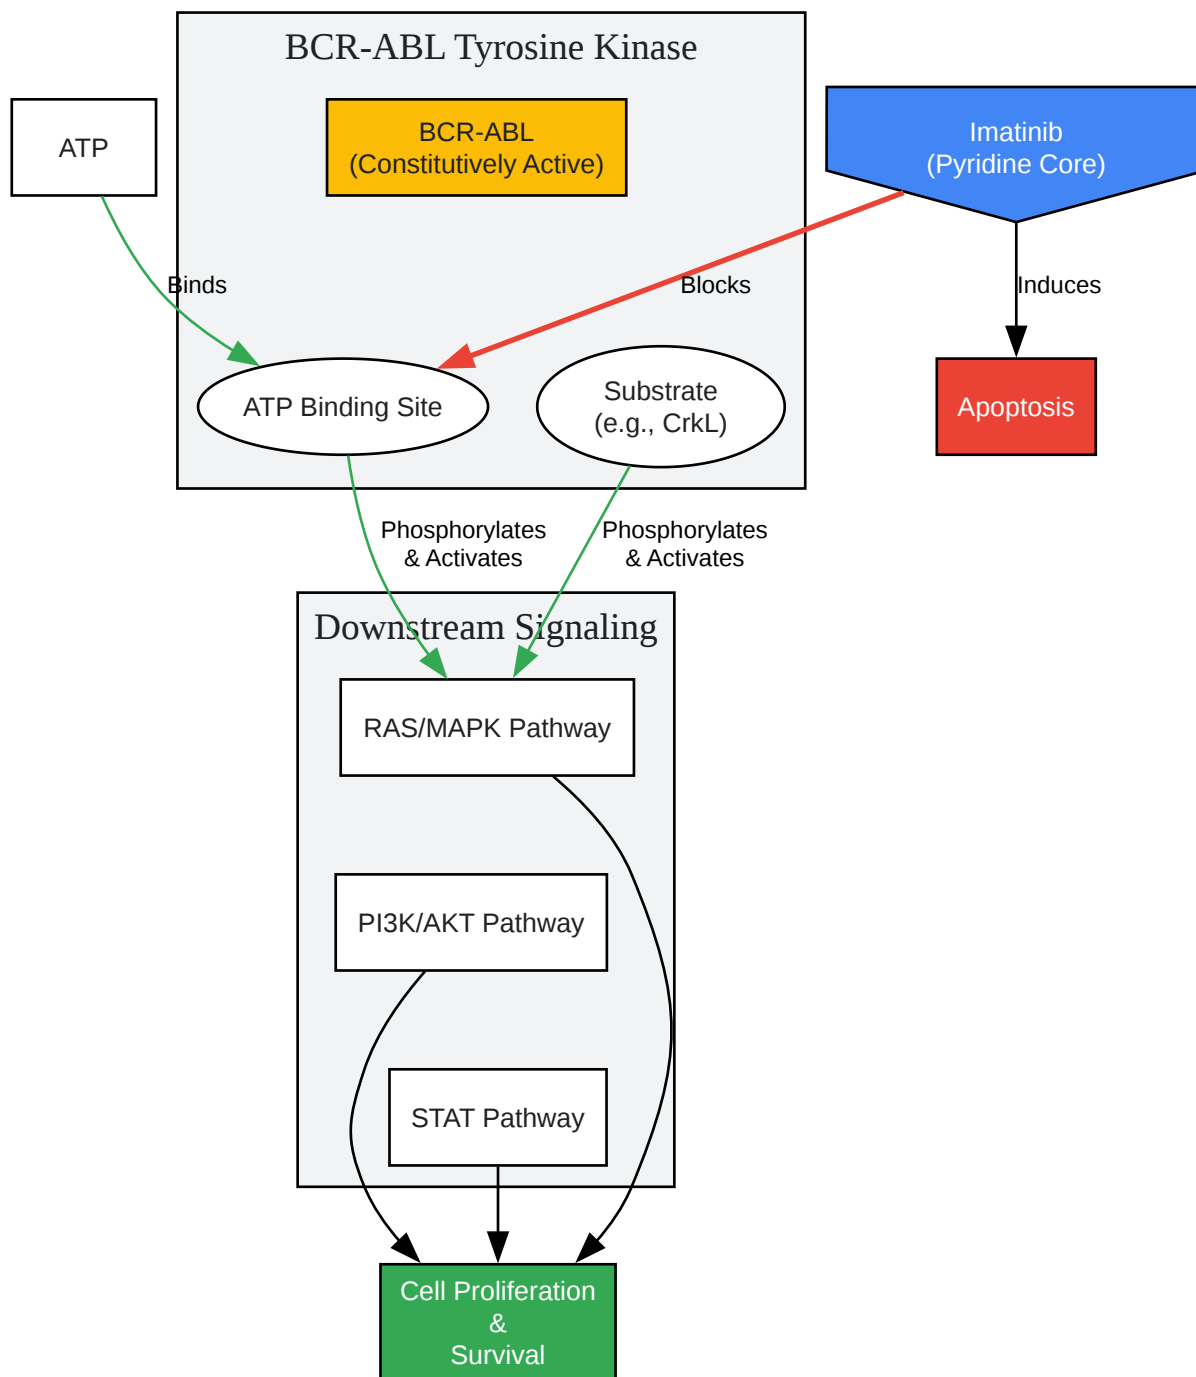 BCR-ABL Tyrosine Kinase
ATP
BCR-ABL
(Constitutively Active)
Imatinib
(Pyridine Core)
Binds
Blocks
Induces
ATP Binding Site
Substrate
(e.g., CrkL)
Apoptosis
Phosphorylates
& Activates
Phosphorylates
& Activates
Downstream Signaling
RAS/MAPK Pathway
PI3K/AKT Pathway
STAT Pathway
Cell Proliferation
&
Survival